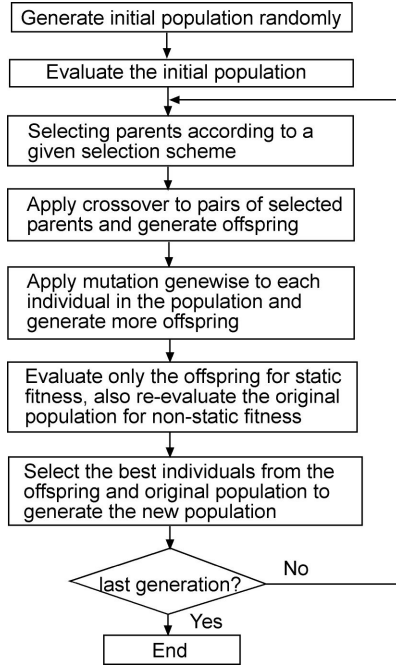 Generate initial population randomly
Evaluate the initial population
Selecting parents according to a
given selection scheme
Apply crossover to pairs of selected
parents and generate offspring
Apply mutation genewise to each
individual in the population and
generate more offspring
Evaluate only the offspring for static
fitness, also re-evaluate the original
population for non-static fitness
Select the best individuals from the
offspring and original population to
generate the new population
last generation?
No
Yes
End